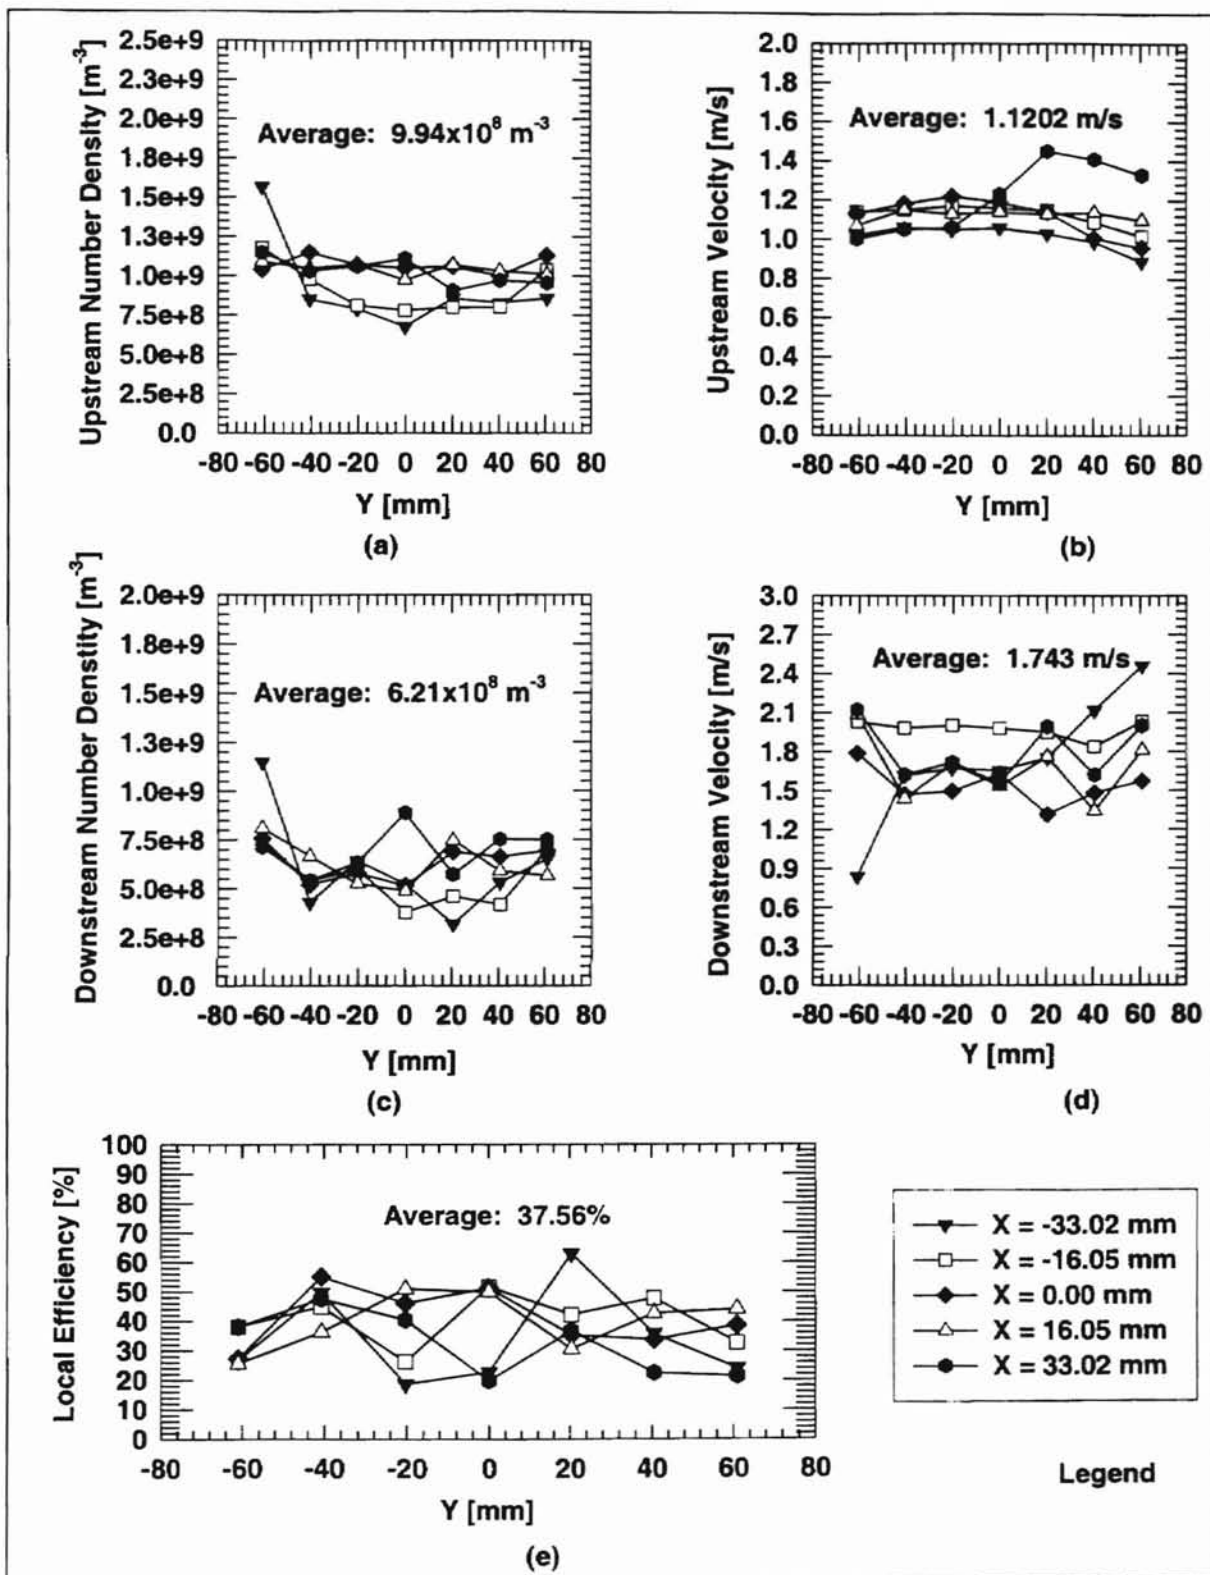 Upstream Number Density [m-3]
2.5e+9
2.3e+9
2.0e+9
1.8e+9
1.5e+9
1.3e+9
1.0e+9
7.5e+8
5.0e+8
2.5e+8
0.0
Average: 9.94x10^8 m-3
-80 -60 -40 -20 0 20 40 60 80
Y [mm]
(a)
Upstream Velocity [m/s]
2.0
1.8
1.6
1.4
1.2
1.0
0.8
0.6
0.4
0.2
0.0
Average: 1.1202 m/s
-80 -60 -40 -20 0 20 40 60 80
Y [mm]
(b)
Downstream Number Denstity [m-3]
2.0e+9
1.8e+9
1.5e+9
1.3e+9
1.0e+9
7.5e+8
5.0e+8
2.5e+8
0.0
Average: 6.21x10^8 m-3
-80 -60 -40 -20 0 20 40 60 80
Y [mm]
(c)
Downstream Velocity [m/s]
3.0
2.7
2.4
2.1
1.8
1.5
1.2
0.9
0.6
0.3
0.0
Average: 1.743 m/s
-80 -60 -40 -20 0 20 40 60 80
Y [mm]
(d)
Local Efficiency [%]
100
90
80
70
60
50
40
30
20
10
0
Average: 37.56%
-80 -60 -40 -20 0 20 40 60 80
Y [mm]
(e)
X = -33.02 mm
X = -16.05 mm
X = 0.00 mm
X = 16.05 mm
X = 33.02 mm
Legend